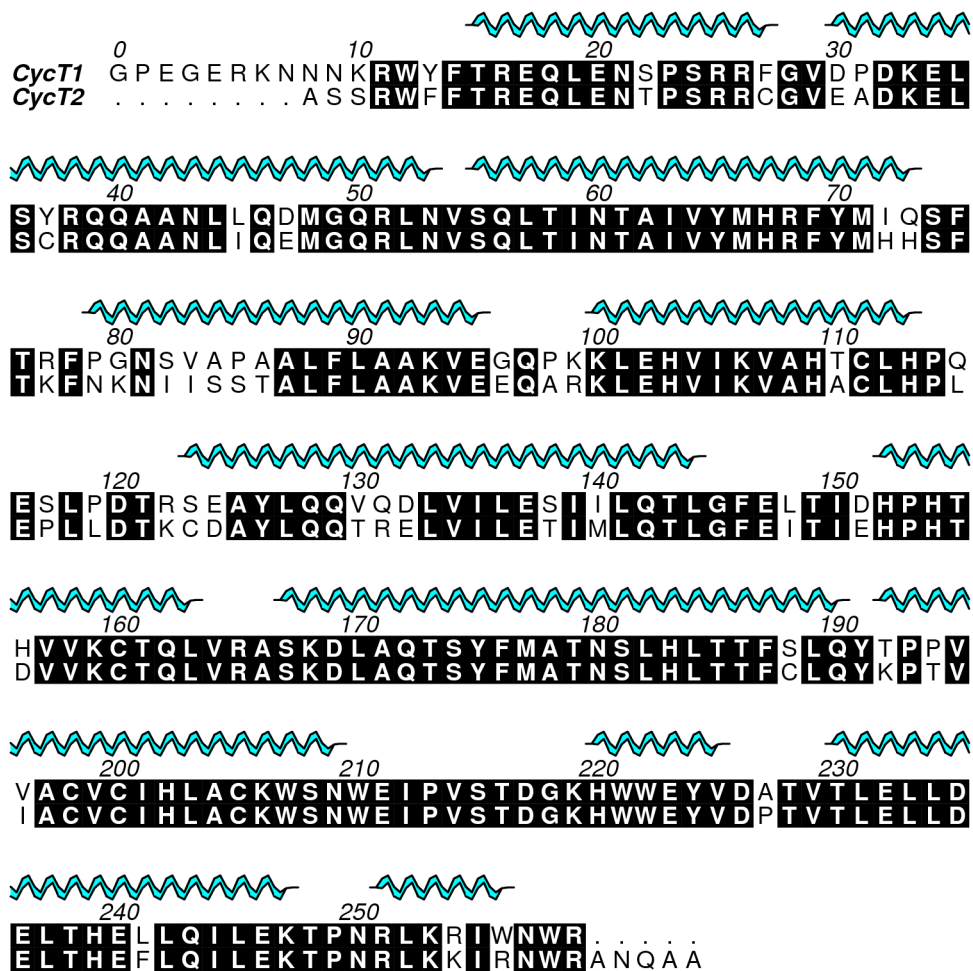 0 10 20 30
CycT1 GPEGERKNNNKRWYFTREQLENSPSRRFGVDPDKEL
CycT2 ........ASSRWFFTREQLENTPSRRCGVEADKEL
40 50 60 70
SYRQQAANLLQDMGQRLNVSQLTINTAIVYMHRFYMIQSF
SCRQQAANLIQEMGQRLNVSQLTINTAIVYMHRFYMHHSF
80 90 100 110
TRFPGNSVAPAALFLAAKVEGQPKKLEHVIKVAHTCLHPQ
TKFNKNIISSTALFLAAKVEEQARKLEHVIKVAHACLHPL
120 130 140 150
ESLPDTRSEAYLQQVQDLVILESIILQTLGFELTIDHPHT
EPLLDTKCDAYLQQTRELVILETIMLQTLGFEITIEHPHT
160 170 180 190
HVVKCTQLVRASKDLAQTSYFMATNSLHLTTFSLQYTPPV
DVVKCTQLVRASKDLAQTSYFMATNSLHLTTFCLQYKPTV
200 210 220 230
VACVCIHLACKWSNWEIPVSTDGKHWWEYVDATVTLELLD
IACVCIHLACKWSNWEIPVSTDGKHWWEYVDPTVTLELLD
240 250
ELTHELLQILEKTPNRLKRIWNWR.....
ELTHEFLQILEKTPNRLKKIRNWRANQAA